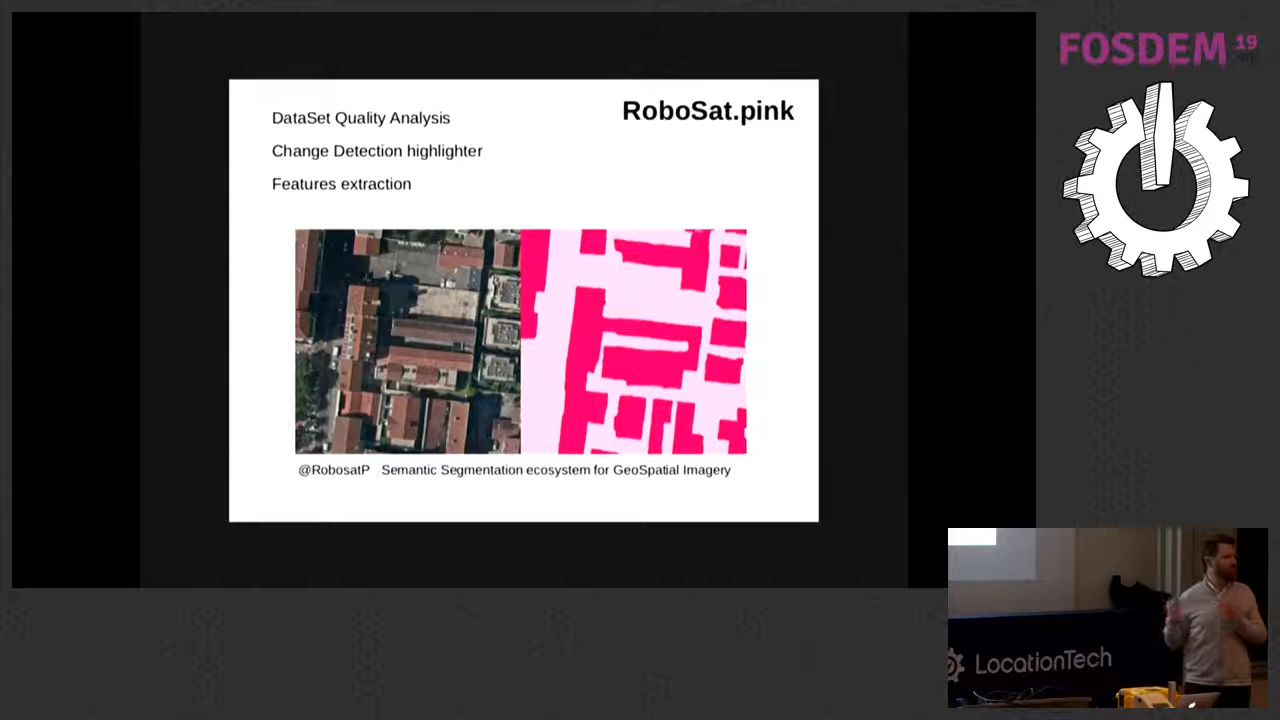 FOSDEM 19
RoboSat.pink
DataSet Quality Analysis
Change Detection highlighter
Features extraction
@RobosatP Semantic Segmentation ecosystem for GeoSpatial Imagery
LocationTech